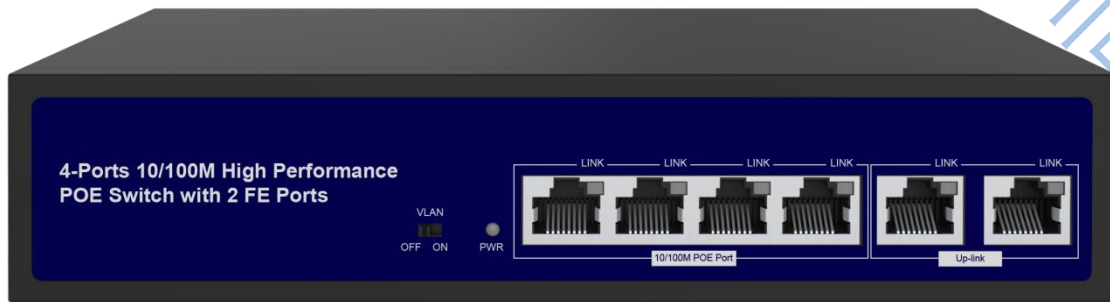 4-Ports 10/100M High Performance
POE Switch with 2 FE Ports
VLAN
OFF ON
PWR
LINK LINK LINK LINK
10/100M POE Port
LINK LINK
Up-link